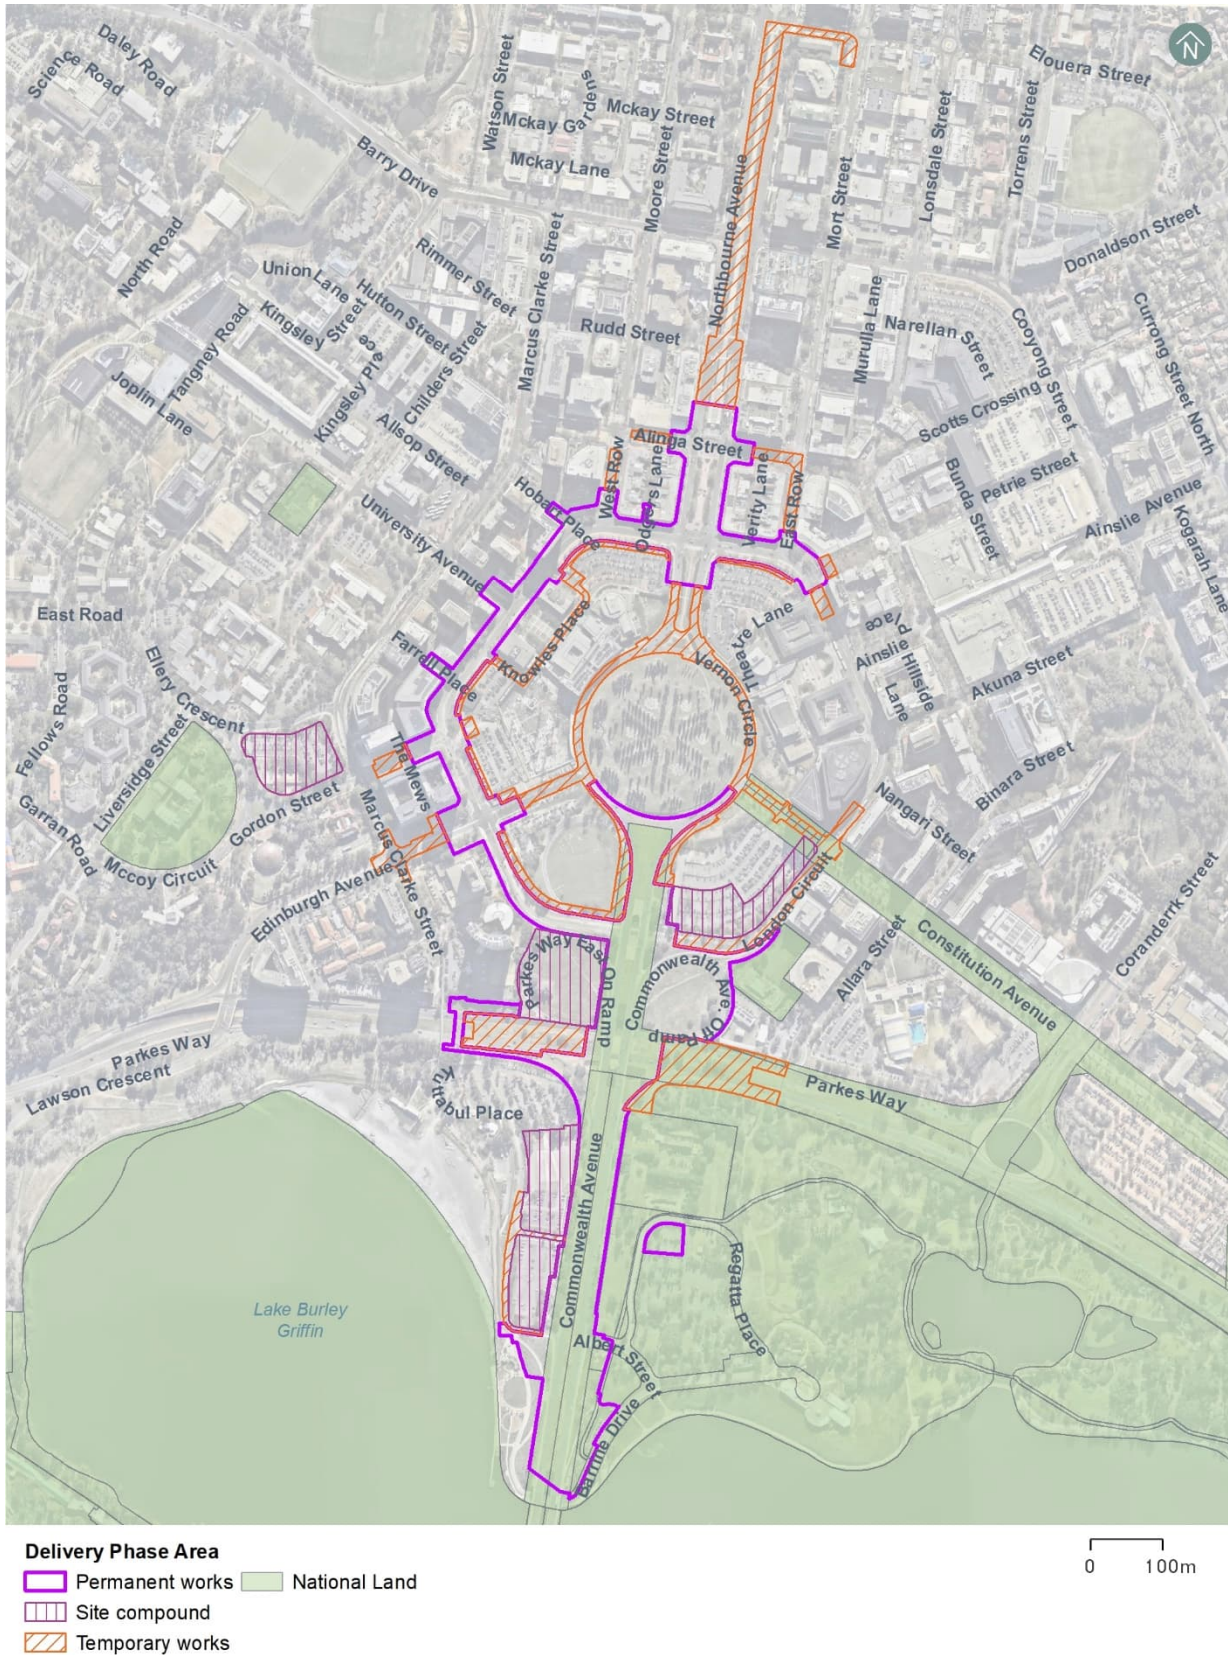 N
Daley Road
Science Road
Elouera Street
Watson Street
Mckay Gardens
Mckay Street
Mckay Lane
Moore Street
Barry Drive
Northbourne Avenue
Mort Street
Lonsdale Street
Torrens Street
Donaldson Street
North Road
Union Lane
Rimmer Street
Hutton Street
Marcus Clarke Street
Kingsley Street
Kingsley Place
Childers Street
Rudd Street
Murulla Lane
Narellan Street
Cooyong Street
Currong Street North
Tangney Road
Joplin Lane
Allsop Street
Scotts Crossing
Alinga Street
West Row
Odgers Lane
Verity Lane
East Row
Bunda Street
Petrie Street
Ainslie Avenue
Kogarah Lane
Hobart Place
University Avenue
East Road
Knowles Place
Theatre Lane
Ainslie Place
Vernon Circle
Hillside Lane
Akuna Street
Farrell Place
Ellery Crescent
Fellows Road
Liversidge Street
The Mews
Binara Street
Nangari Street
Garran Road
Gordon Street
Mccoy Circuit
Marcus Clarke Street
Edinburgh Avenue
London Circuit
Coranderrk Street
Constitution Avenue
Allara Street
Parkes Way East On Ramp
Commonwealth Ave. Off Ramp
Parkes Way
Lawson Crescent
Parkes Way
Kuttabul Place
Commonwealth Avenue
Regatta Place
Lake Burley
Griffin
Albert Street
Barrine Drive
Delivery Phase Area
Permanent works
National Land
Site compound
Temporary works
0 100m